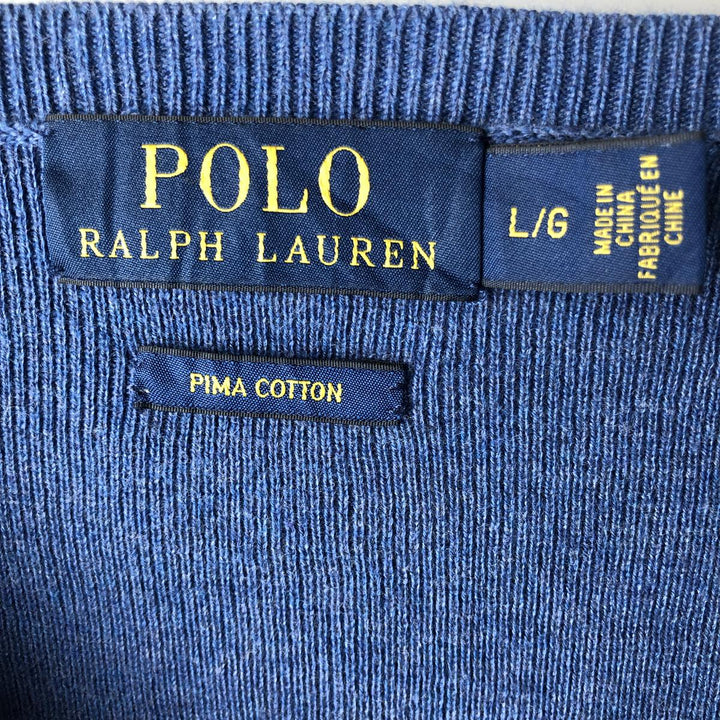 POLO
RALPH LAUREN
L/G
MADE IN
CHINA
FABRIQUÉ EN
CHINE
PIMA COTTON